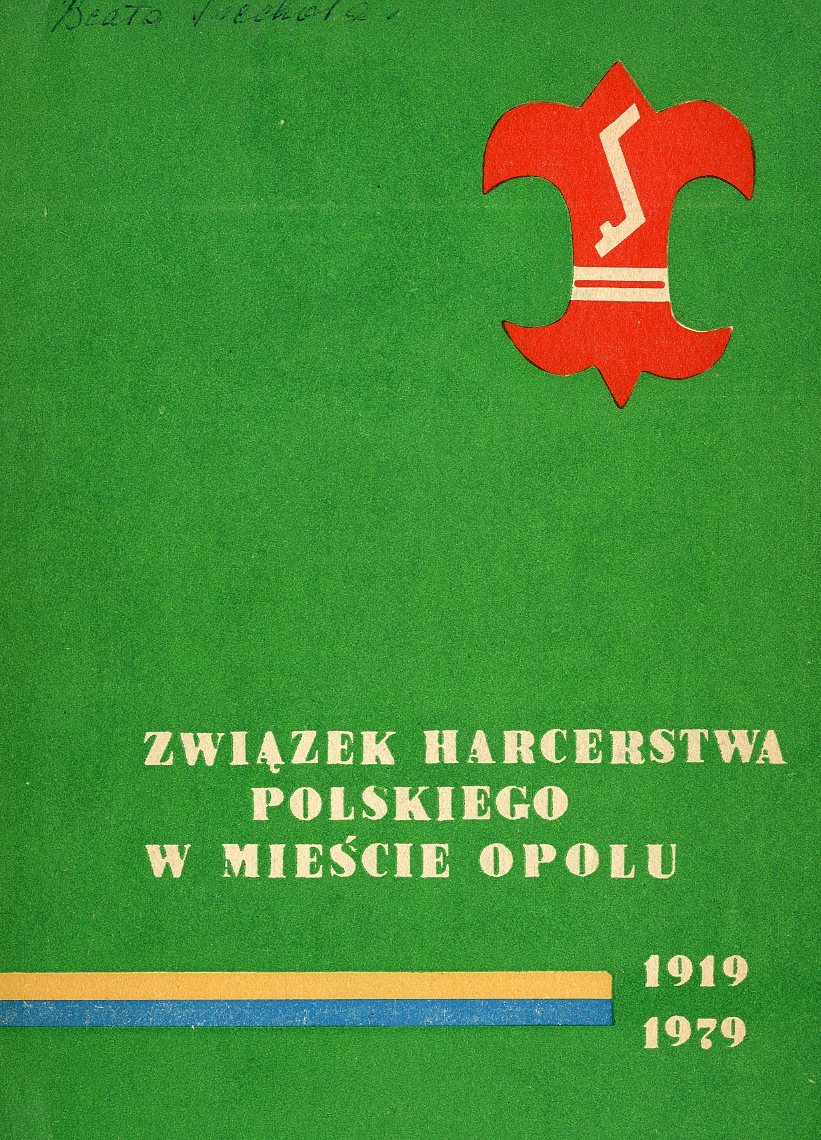 Beata
ZWIĄZEK HARCERSTWA
POLSKIEGO
W MIEŚCIE OPOLU
1919
1979